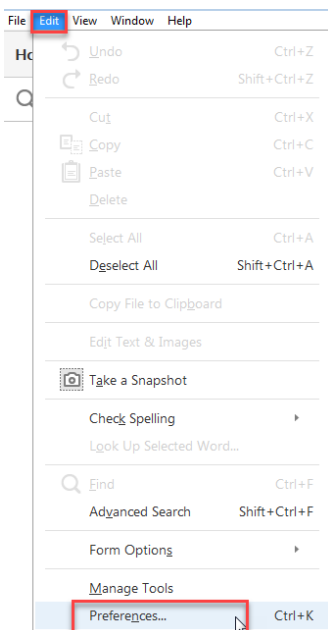 File Edit View Window Help
Ho
Undo Ctrl+Z
Redo Shift+Ctrl+Z
Cut Ctrl+X
Copy Ctrl+C
Paste Ctrl+V
Delete
Select All Ctrl+A
Deselect All Shift+Ctrl+A
Copy File to Clipboard
Edit Text & Images
Take a Snapshot
Check Spelling
Look Up Selected Word...
Find Ctrl+F
Advanced Search Shift+Ctrl+F
Form Options
Manage Tools
Preferences... Ctrl+K